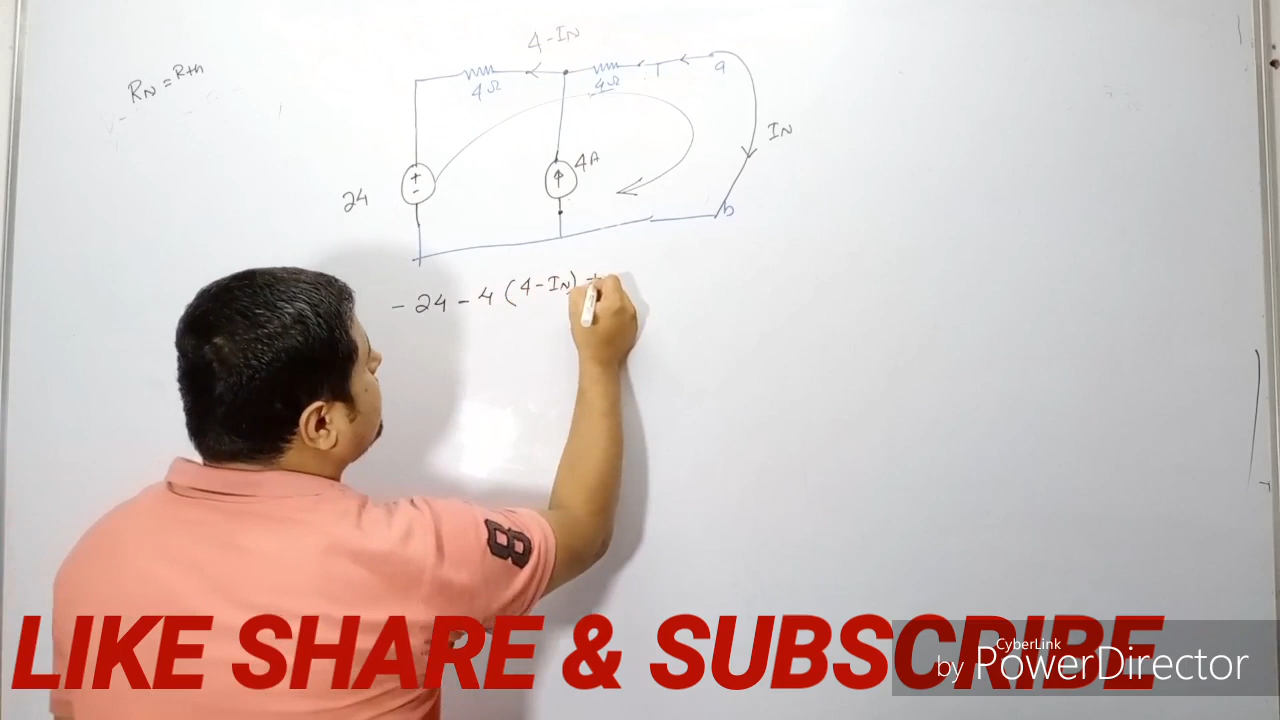 4-IN
RN = Rth
4Ω
4Ω
a
IN
+
-
4A
24
b
- 24 - 4 (4-IN) +
8
LIKE SHARE & SUBSCRIBE
CyberLink
by PowerDirector